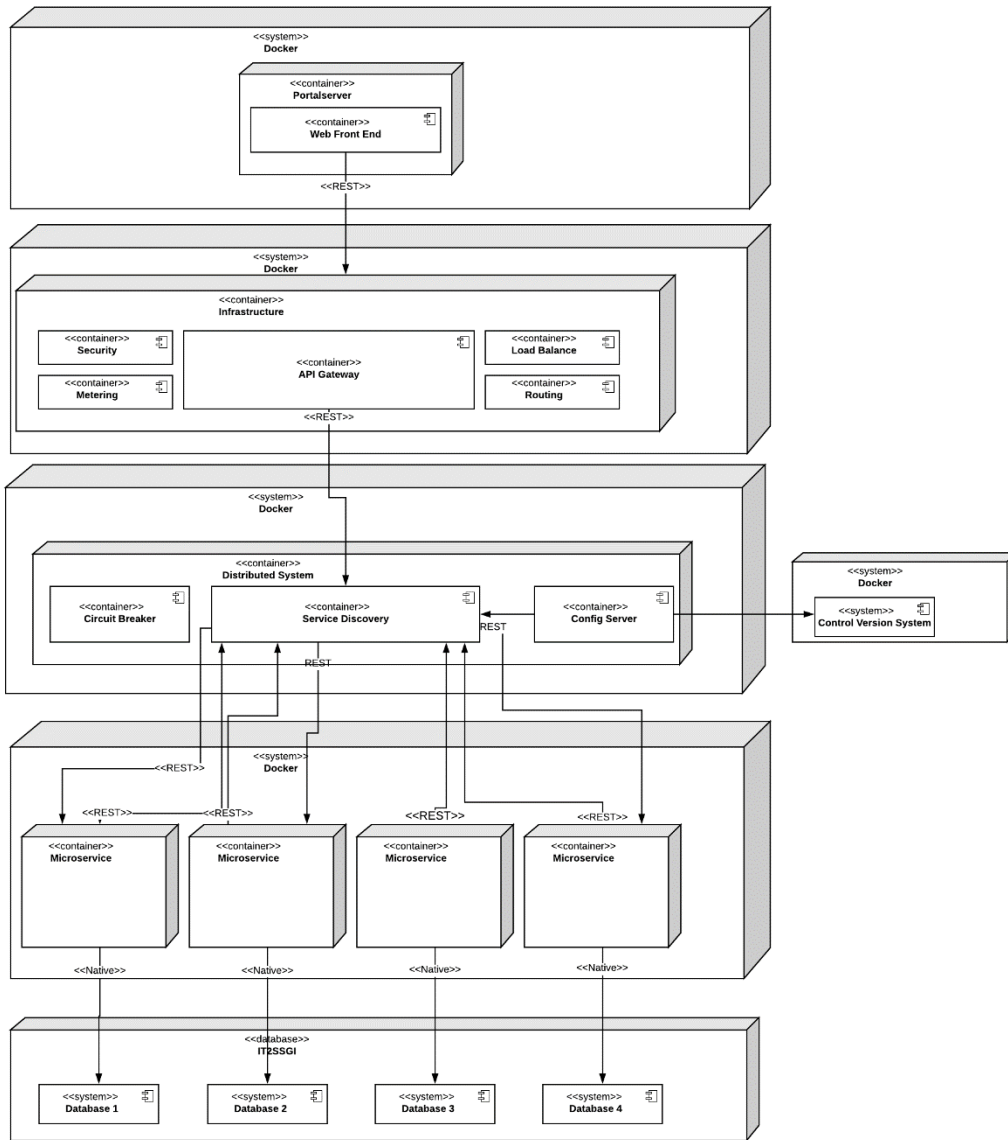 <<system>>
Docker
<<container>>
Portalserver
<<container>>
Web Front End
<<REST>>
<<system>>
Docker
<<container>>
Infrastructure
<<container>>
Security
<<container>>
API Gateway
<<container>>
Load Balance
<<container>>
Metering
<<container>>
Routing
<<REST>>
<<system>>
Docker
<<container>>
Distributed System
<<container>>
Circuit Breaker
<<container>>
Service Discovery
<<container>>
Config Server
REST
REST
<<system>>
Docker
<<system>>
Control Version System
<<system>>
Docker
<<REST>>
<<REST>>
<<REST>>
<<REST>>
<<REST>>
<<container>>
Microservice
<<container>>
Microservice
<<container>>
Microservice
<<container>>
Microservice
<<Native>>
<<Native>>
<<Native>>
<<Native>>
<<database>>
IT2SSGI
<<system>>
Database 1
<<system>>
Database 2
<<system>>
Database 3
<<system>>
Database 4